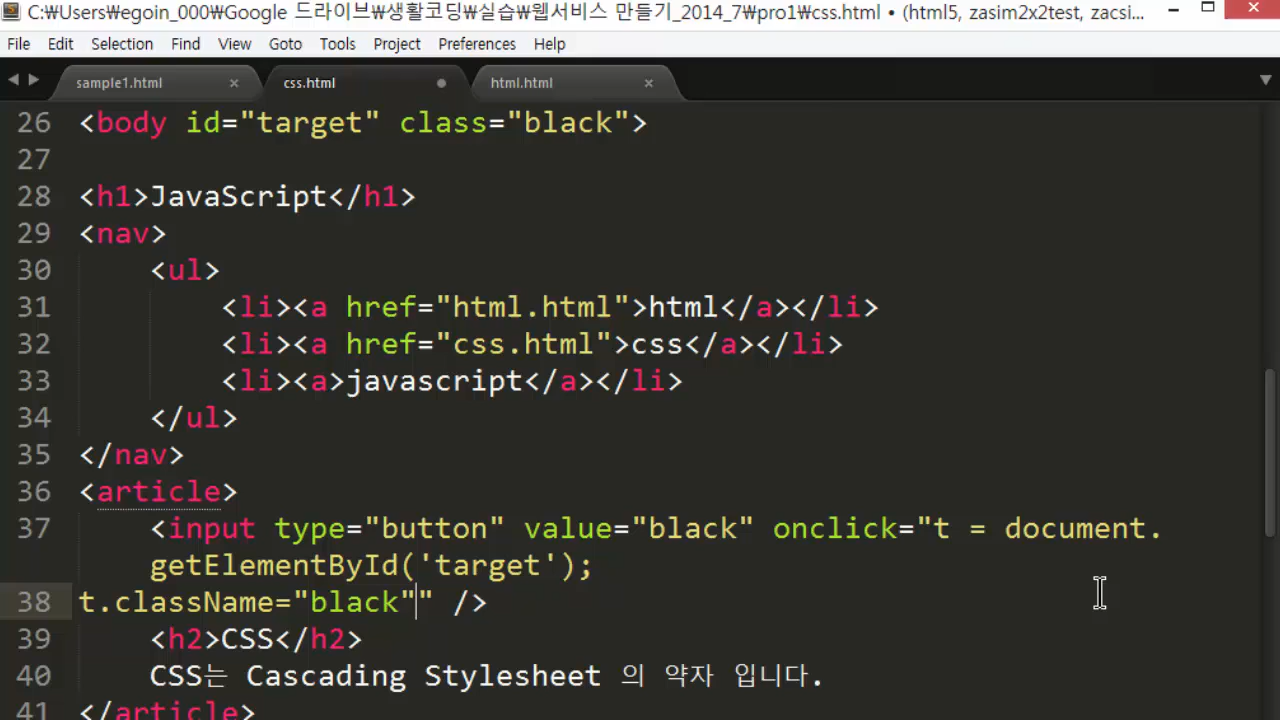 C:₩Users₩egoin_000₩Google 드라이브₩생활코딩₩실습₩웹서비스 만들기_2014_7₩pro1₩css.html • (html5, zasim2x2test, zacsi...
File Edit Selection Find View Goto Tools Project Preferences Help
sample1.html css.html html.html
26 <body id="target" class="black">
27
28 <h1>JavaScript</h1>
29 <nav>
30 <ul>
31 <li><a href="html.html">html</a></li>
32 <li><a href="css.html">css</a></li>
33 <li><a>javascript</a></li>
34 </ul>
35 </nav>
36 <article>
37 <input type="button" value="black" onclick="t = document.
getElementById('target');
38 t.className="black"" />
39 <h2>CSS</h2>
40 CSS는 Cascading Stylesheet 의 약자 입니다.
41 </article>